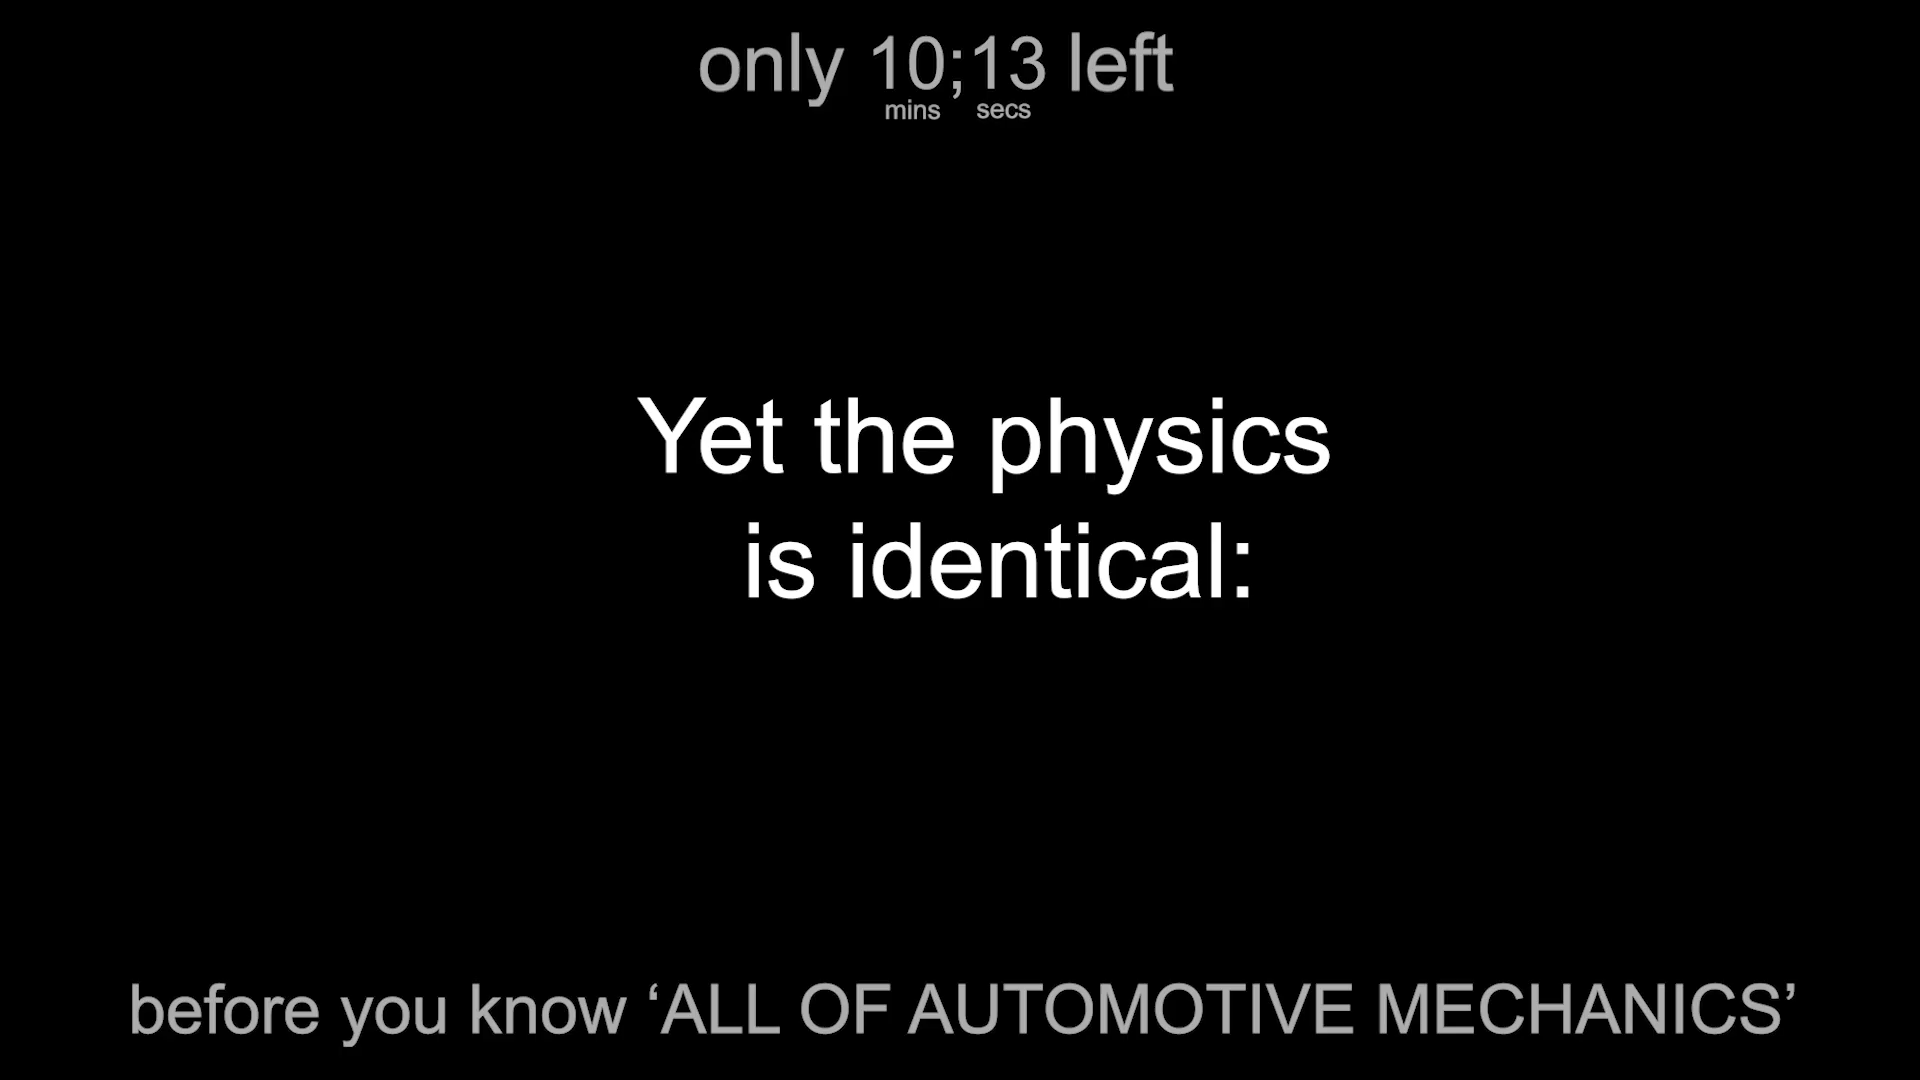 only 10;13 left
mins secs
Yet the physics
is identical:
before you know ‘ALL OF AUTOMOTIVE MECHANICS’